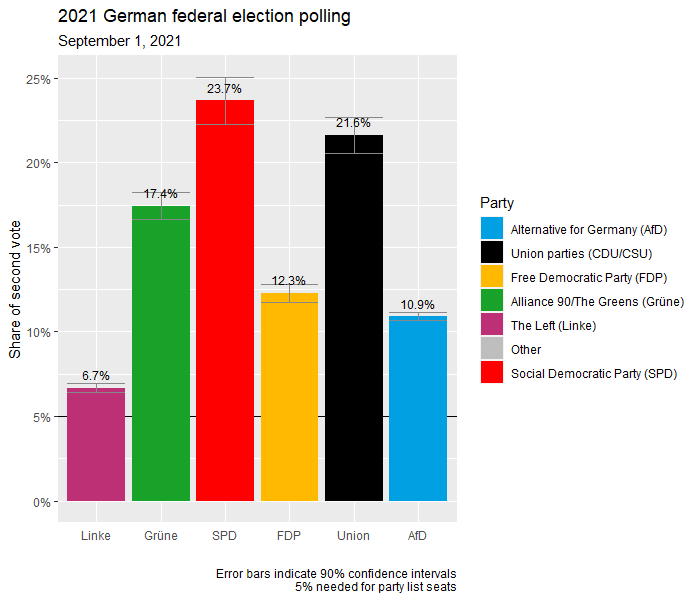 2021 German federal election polling
September 1, 2021
Share of second vote
25%
20%
15%
10%
5%
0%
6.7%
17.4%
23.7%
12.3%
21.6%
10.9%
Linke
Grüne
SPD
FDP
Union
AfD
Party
Alternative for Germany (AfD)
Union parties (CDU/CSU)
Free Democratic Party (FDP)
Alliance 90/The Greens (Grüne)
The Left (Linke)
Other
Social Democratic Party (SPD)
Error bars indicate 90% confidence intervals
5% needed for party list seats